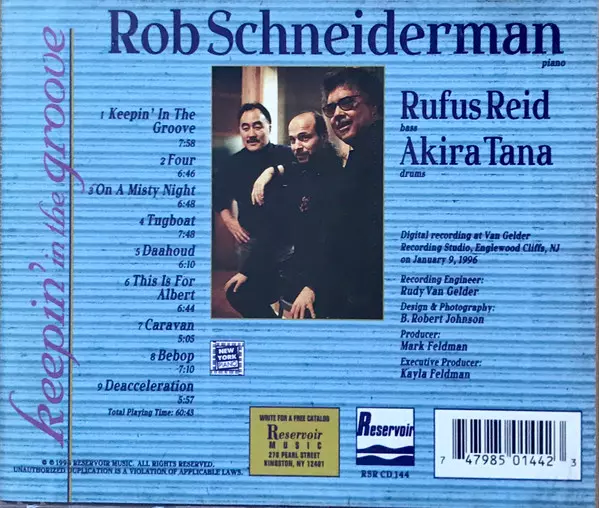 Rob Schneiderman
piano
keepin' in the groove
1 Keepin' In The
Groove
7:58
2 Four
6:46
3 On A Misty Night
6:48
4 Tugboat
7:48
5 Daahoud
6:10
6 This Is For
Albert
6:44
7 Caravan
5:05
8 Bebop
7:10
9 Deacceleration
5:57
Total Playing Time: 60:43
Rufus Reid
bass
Akira Tana
drums
Digital recording at Van Gelder
Recording Studio, Englewood Cliffs, NJ
on January 9, 1996
Recording Engineer:
Rudy Van Gelder
Design & Photography:
B. Robert Johnson
Producer:
Mark Feldman
Executive Producer:
Kayla Feldman
NEW
YORK
PIANO
WRITE FOR A FREE CATALOG
Reservoir
MUSIC
276 PEARL STREET
KINGSTON, NY 12401
Reservoir
RSR CD 144
7 47985 01442 3
RESERVOIR MUSIC. ALL RIGHTS RESERVED.
UNAUTHORIZED DUPLICATION IS A VIOLATION OF APPLICABLE LAWS.